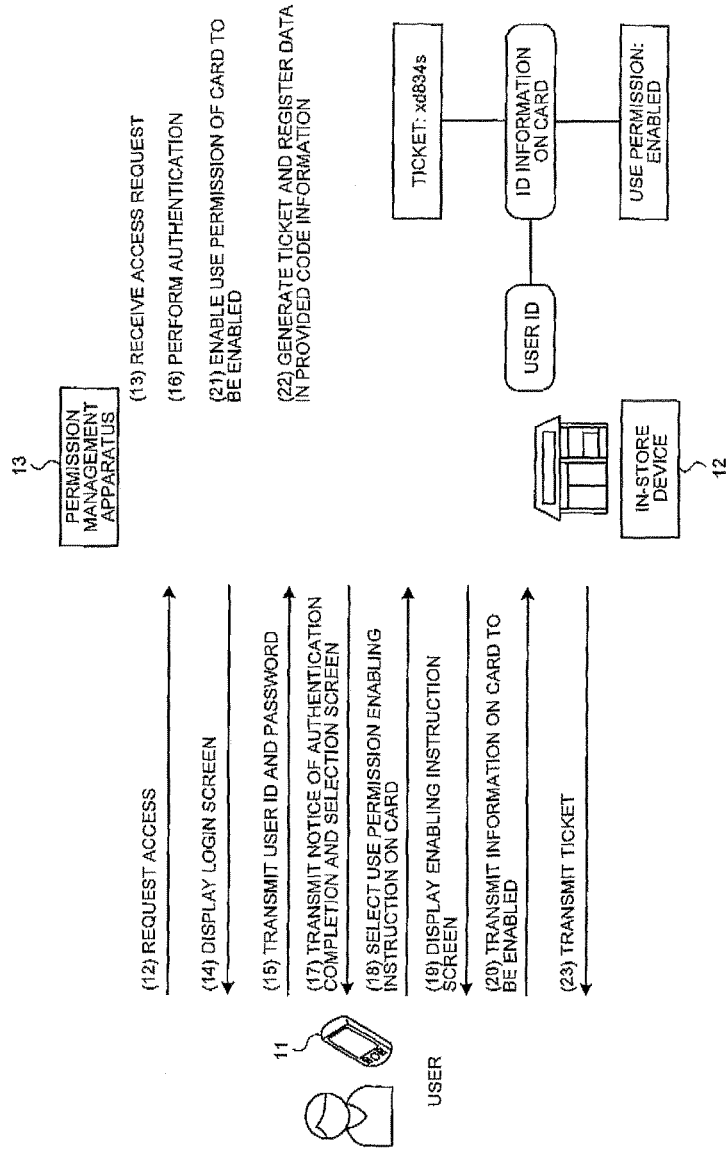 13
PERMISSION
MANAGEMENT
APPARATUS
(13) RECEIVE ACCESS REQUEST
(16) PERFORM AUTHENTICATION
(21) ENABLE USE PERMISSION OF CARD TO
BE ENABLED
(22) GENERATE TICKET AND REGISTER DATA
IN PROVIDED CODE INFORMATION
(12) REQUEST ACCESS
(14) DISPLAY LOGIN SCREEN
(15) TRANSMIT USER ID AND PASSWORD
(17) TRANSMIT NOTICE OF AUTHENTICATION
COMPLETION AND SELECTION SCREEN
(18) SELECT USE PERMISSION ENABLING
INSTRUCTION ON CARD
(19) DISPLAY ENABLING INSTRUCTION
SCREEN
(20) TRANSMIT INFORMATION ON CARD TO
BE ENABLED
(23) TRANSMIT TICKET
11
USER
TICKET: xd834s
USER ID
ID INFORMATION
ON CARD
USE PERMISSION:
ENABLED
IN-STORE
DEVICE
12